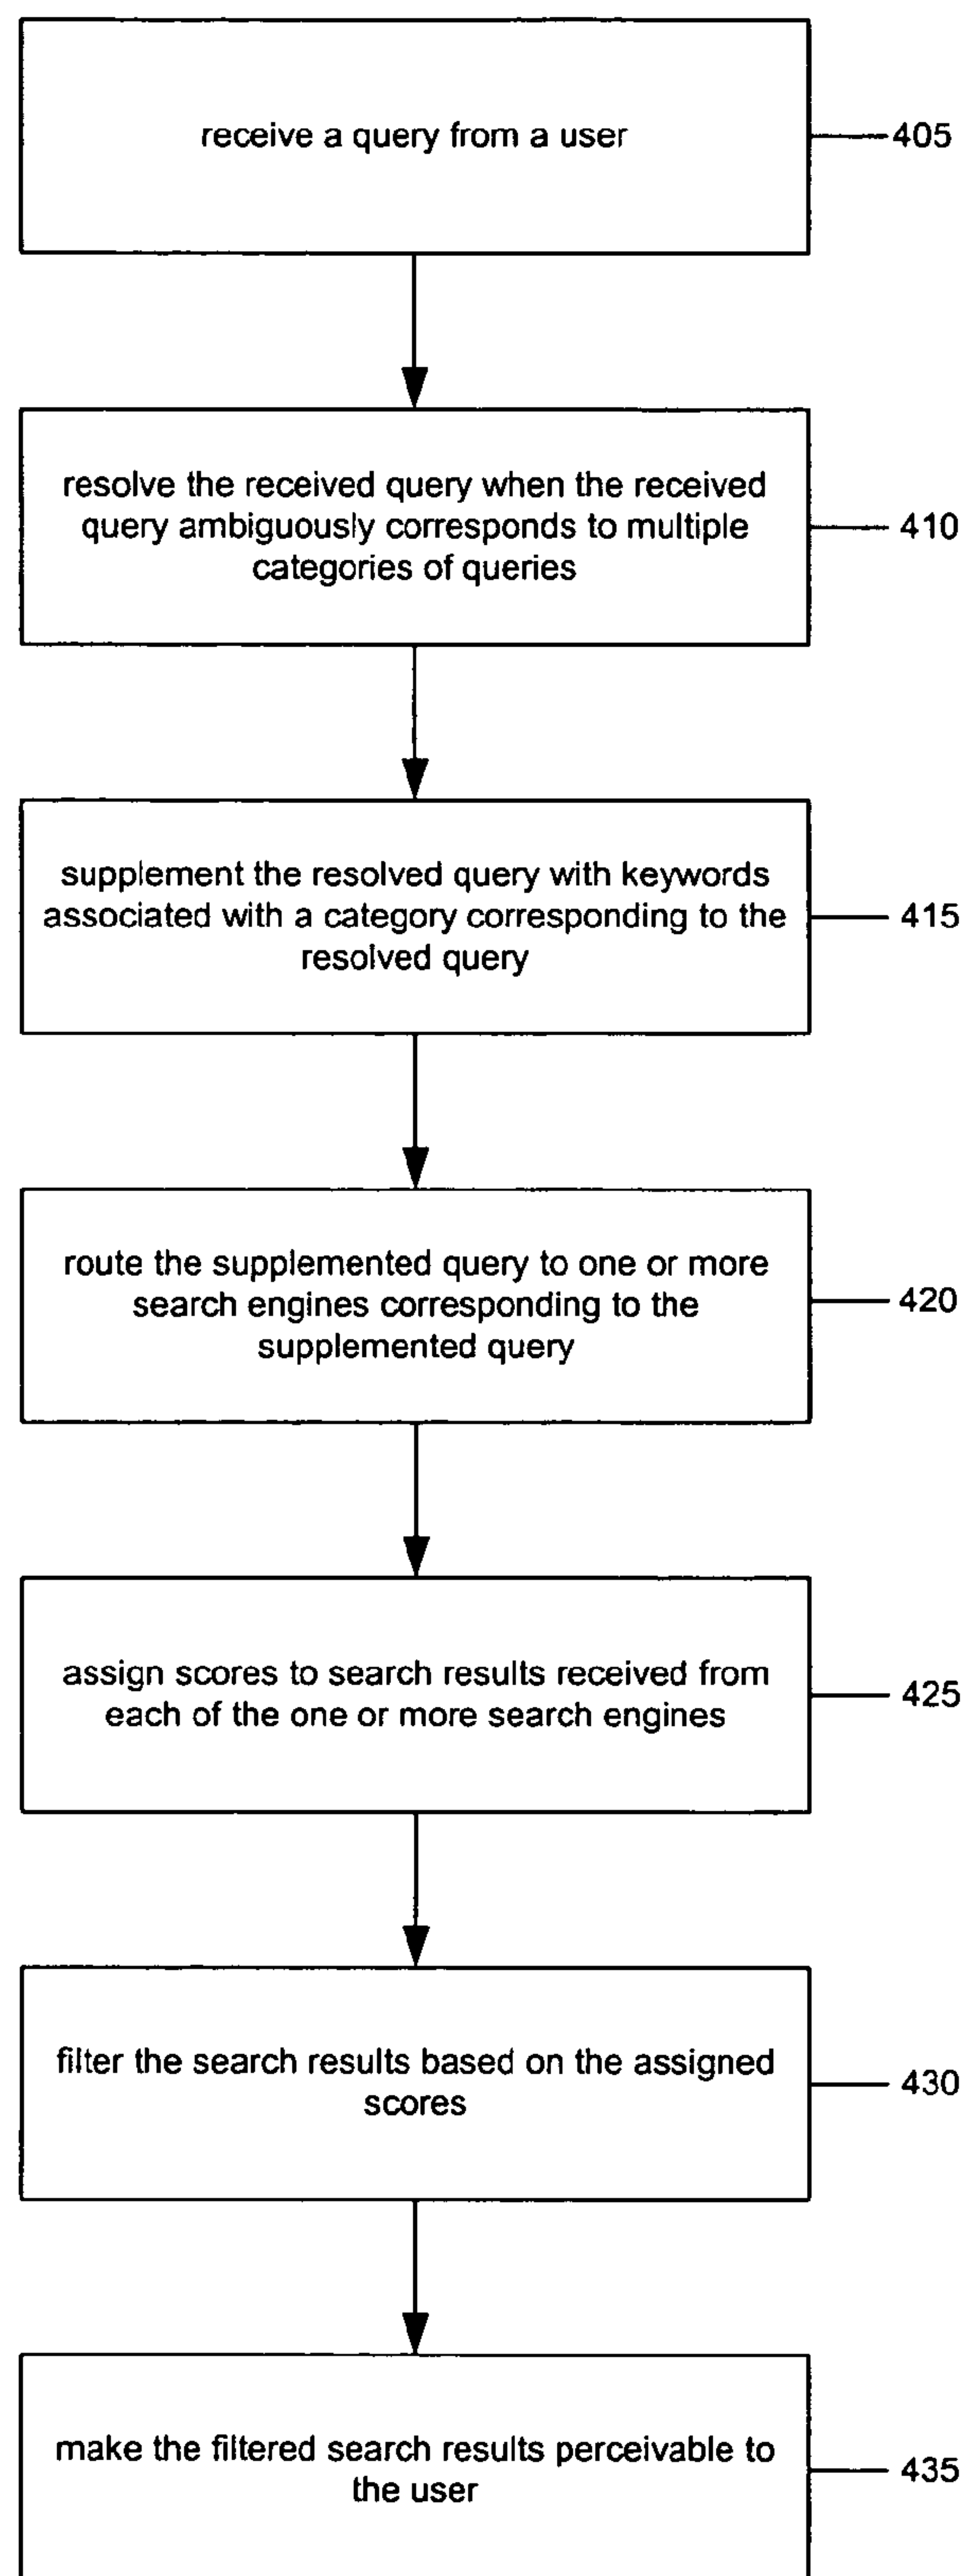 receive a query from a user
405
resolve the received query when the received
query ambiguously corresponds to multiple
categories of queries
410
supplement the resolved query with keywords
associated with a category corresponding to the
resolved query
415
route the supplemented query to one or more
search engines corresponding to the
supplemented query
420
assign scores to search results received from
each of the one or more search engines
425
filter the search results based on the assigned
scores
430
make the filtered search results perceivable to
the user
435